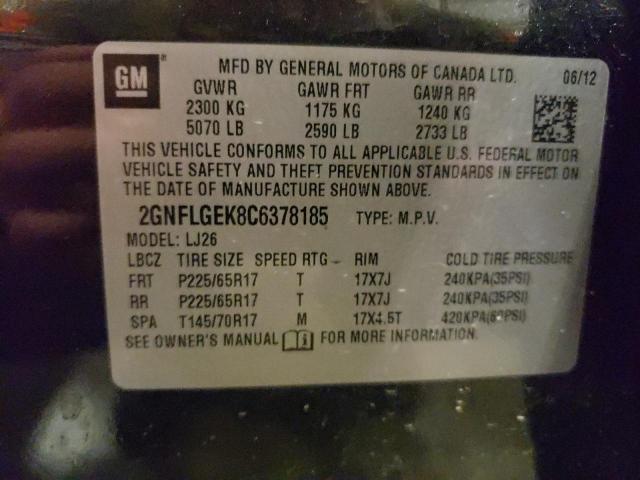 GM
MFD BY GENERAL MOTORS OF CANADA LTD. 06/12
GVWR GAWR FRT GAWR RR
2300 KG 1175 KG 1240 KG
5070 LB 2590 LB 2733 LB
THIS VEHICLE CONFORMS TO ALL APPLICABLE U.S. FEDERAL MOTOR
VEHICLE SAFETY AND THEFT PREVENTION STANDARDS IN EFFECT ON
THE DATE OF MANUFACTURE SHOWN ABOVE.
2GNFLGEK8C6378185 TYPE: M.P.V.
MODEL: LJ26
LBCZ TIRE SIZE SPEED RTG RIM COLD TIRE PRESSURE
FRT P225/65R17 T 17X7J 240KPA(35PSI)
RR P225/65R17 T 17X7J 240KPA(35PSI)
SPA T145/70R17 M 17X4.5T 420KPA(60PSI)
SEE OWNER'S MANUAL FOR MORE INFORMATION.